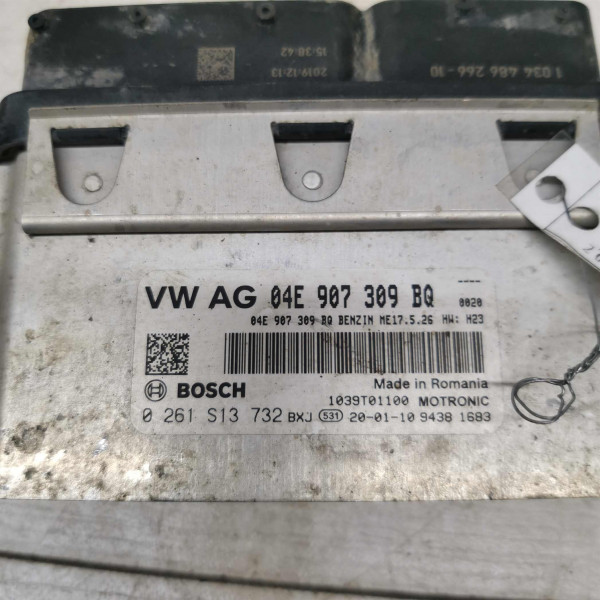 15:38:42
2019/12/13
1 034 486 266-10
VW AG 04E 907 309 BQ
0020
04E 907 309 BQ BENZIN ME17.5.26 HW: H23
BOSCH
Made in Romania
1039T01100 MOTRONIC
0 261 S13 732 BXJ 531 20-01-10 9438 1683